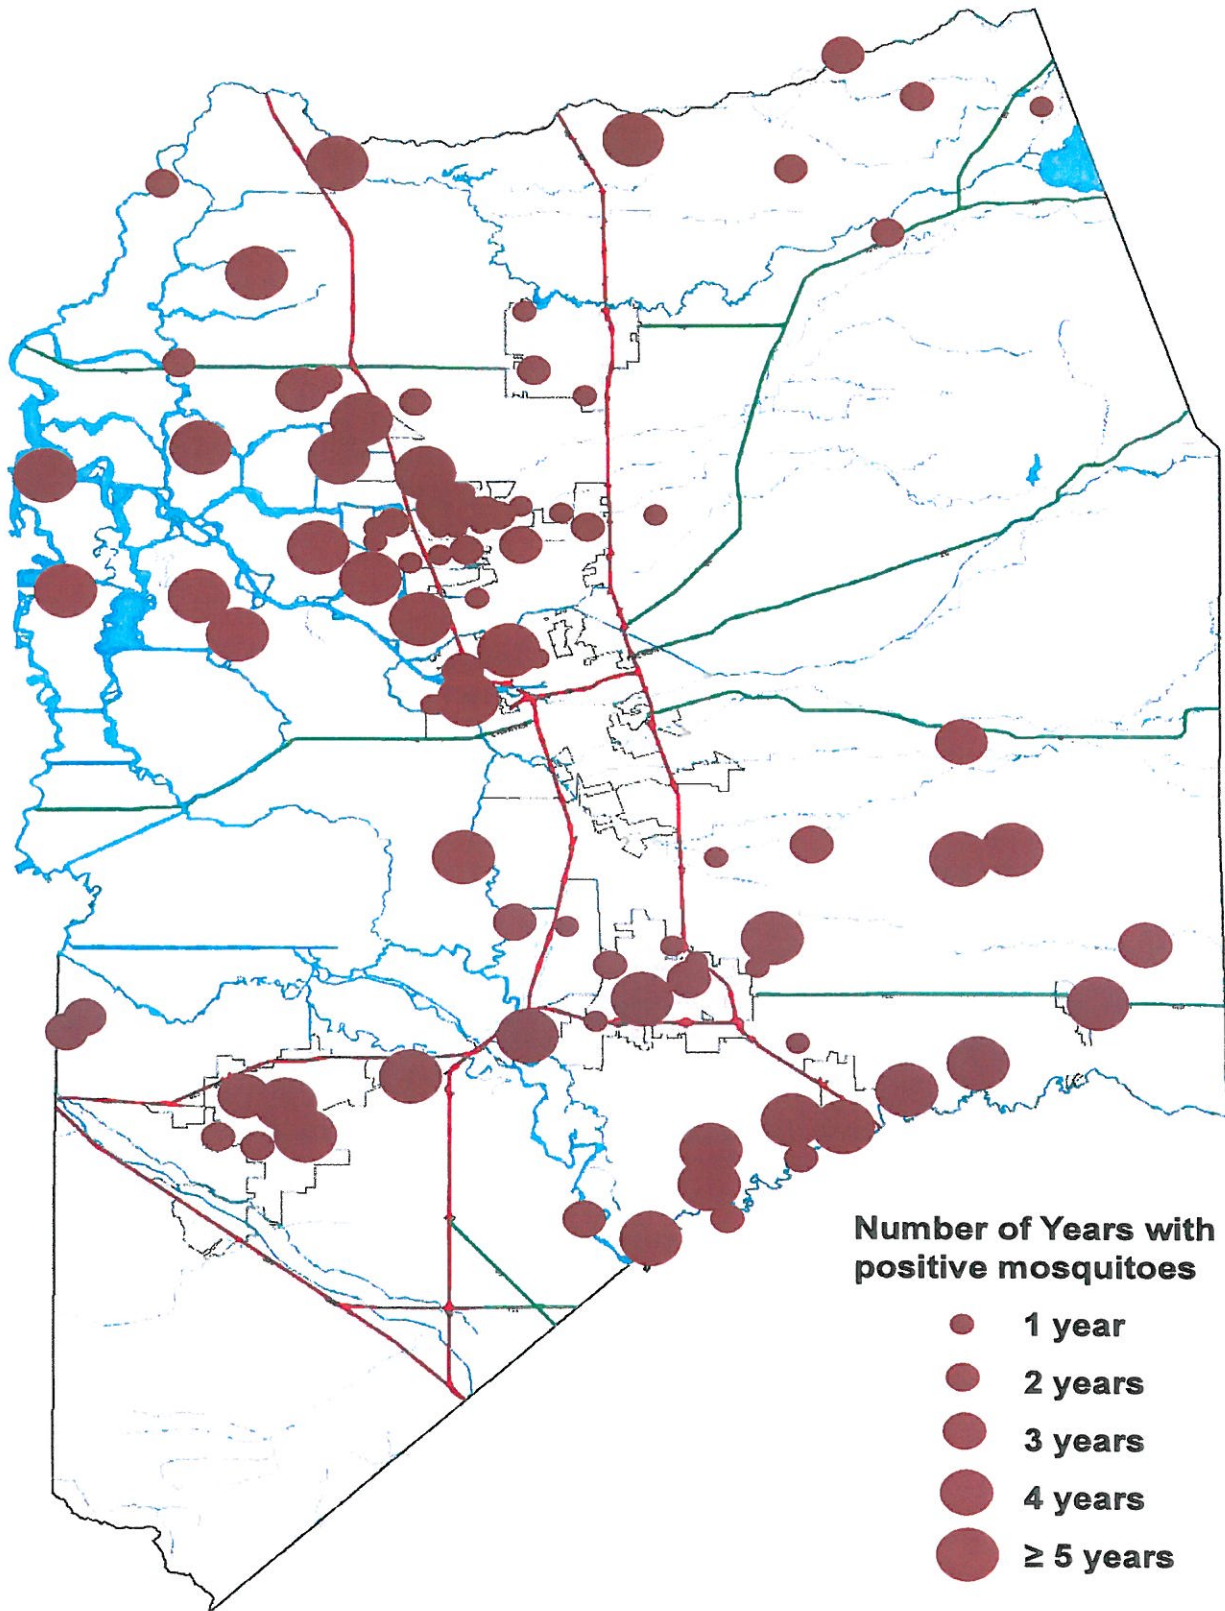 Number of Years with
positive mosquitoes
1 year
2 years
3 years
4 years
≥ 5 years